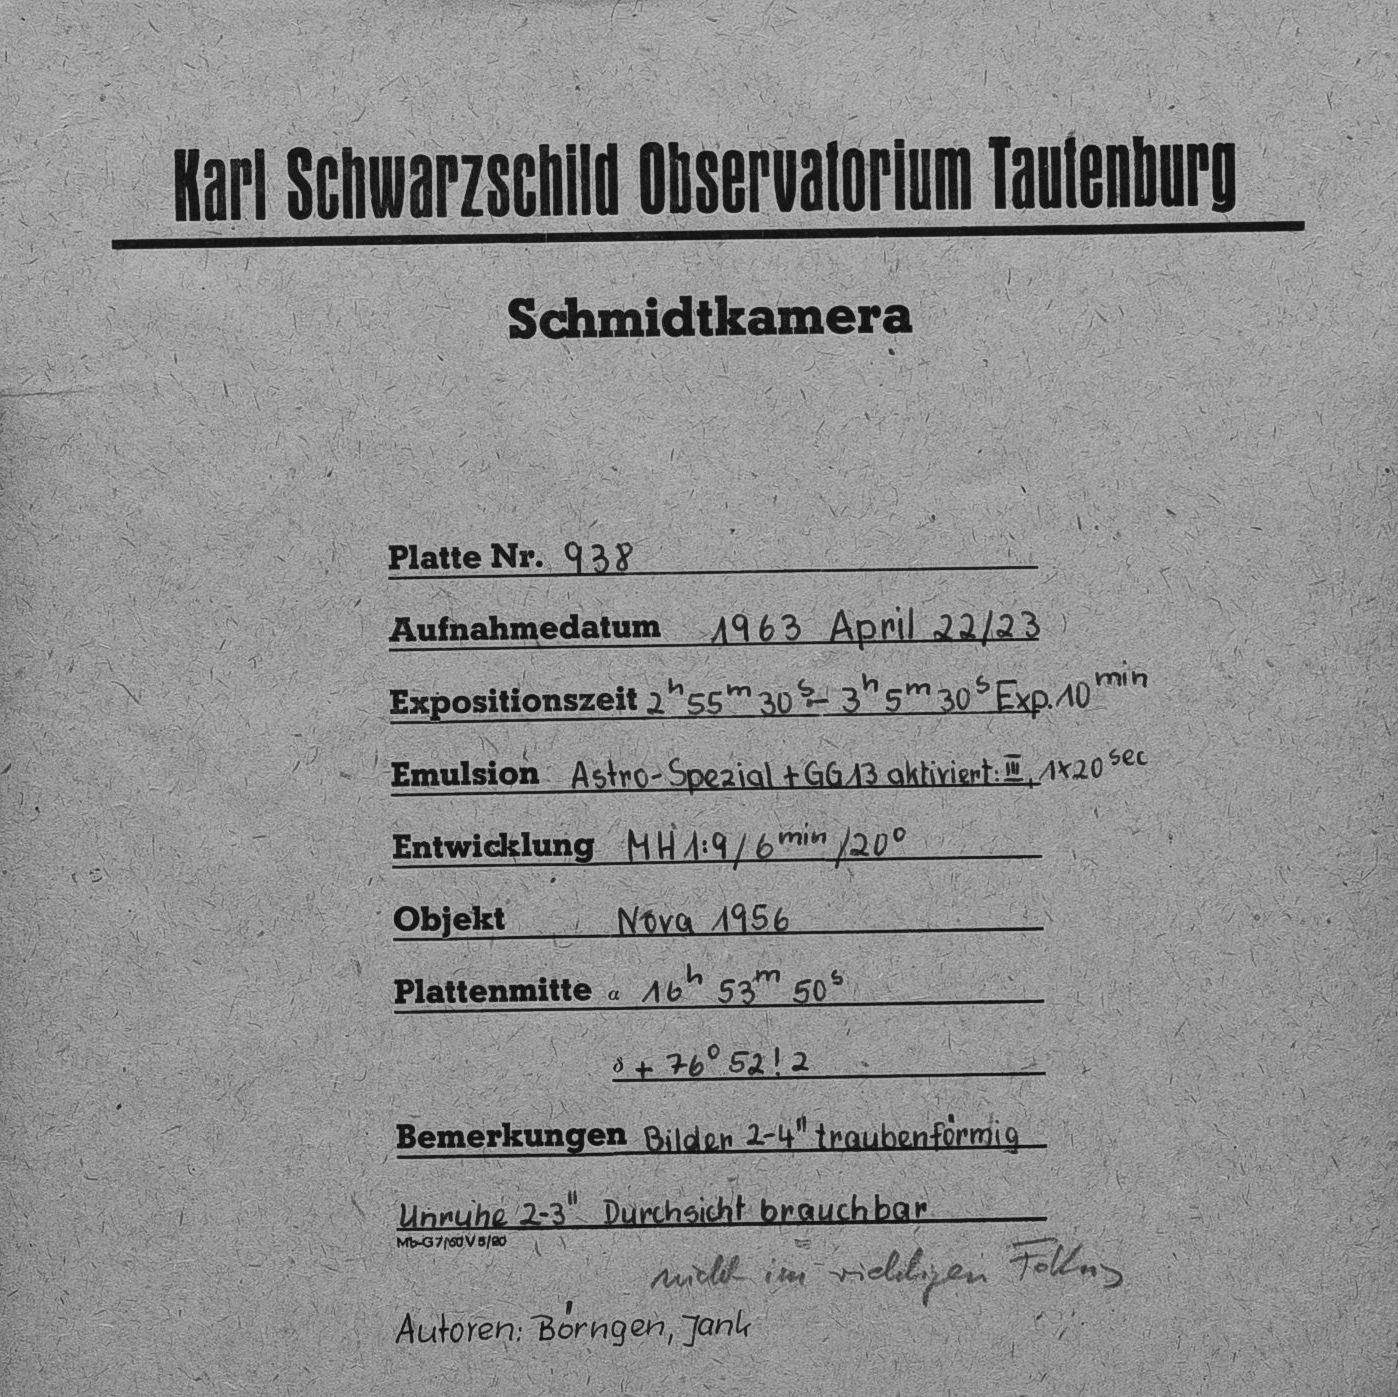 Karl Schwarzschild Observatorium Tautenburg
Schmidtkamera
Platte Nr. 938
Aufnahmedatum 1963 April 22/23
Expositionszeit 2ʰ 55ᵐ 30ˢ – 3ʰ 5ᵐ 30ˢ Exp. 10ᵐⁱⁿ
Emulsion Astro-Spezial + GG13 aktiviert: III, 1x20ˢᵉᶜ
Entwicklung MH 1:9 / 6ᵐⁱⁿ / 20°
Objekt Nova 1956
Plattenmitte α 16ʰ 53ᵐ 50ˢ
δ + 76° 52!2
Bemerkungen Bilder 2-4" traubenförmig
Unruhe 2-3" Durchsicht brauchbar
Mb-G 7/60 V 5/20
nicht im richtigen Fokus
Autoren: Börngen, Jank